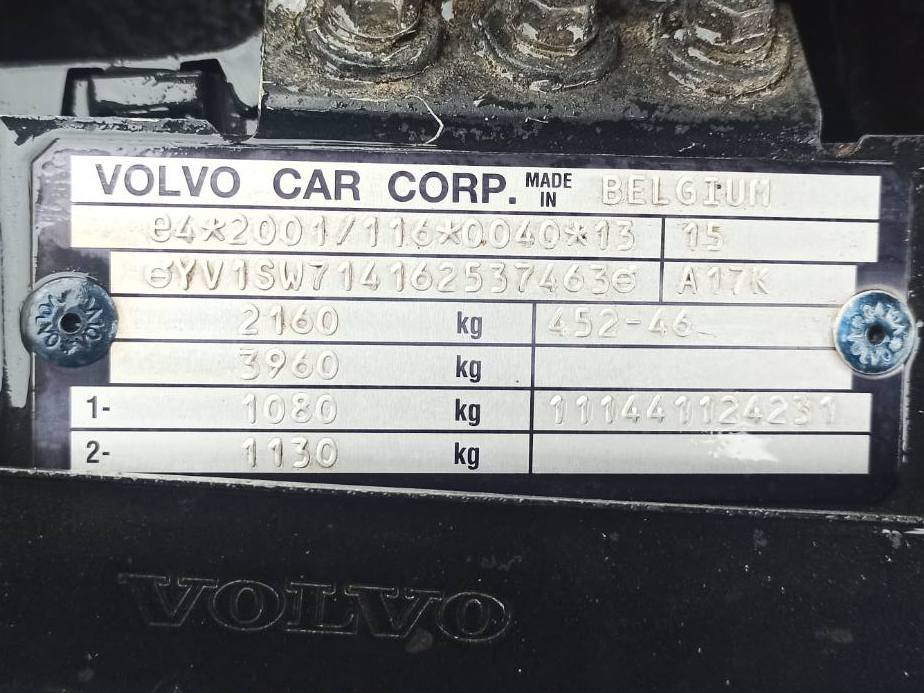 VOLVO CAR CORP. MADE IN BELGIUM
e4*2001/116*0040*13 15
⊖YV1SW714162537463⊖ A17K
2160 kg 452-46
3960 kg
1- 1080 kg 111441124231
2- 1130 kg
VOLVO